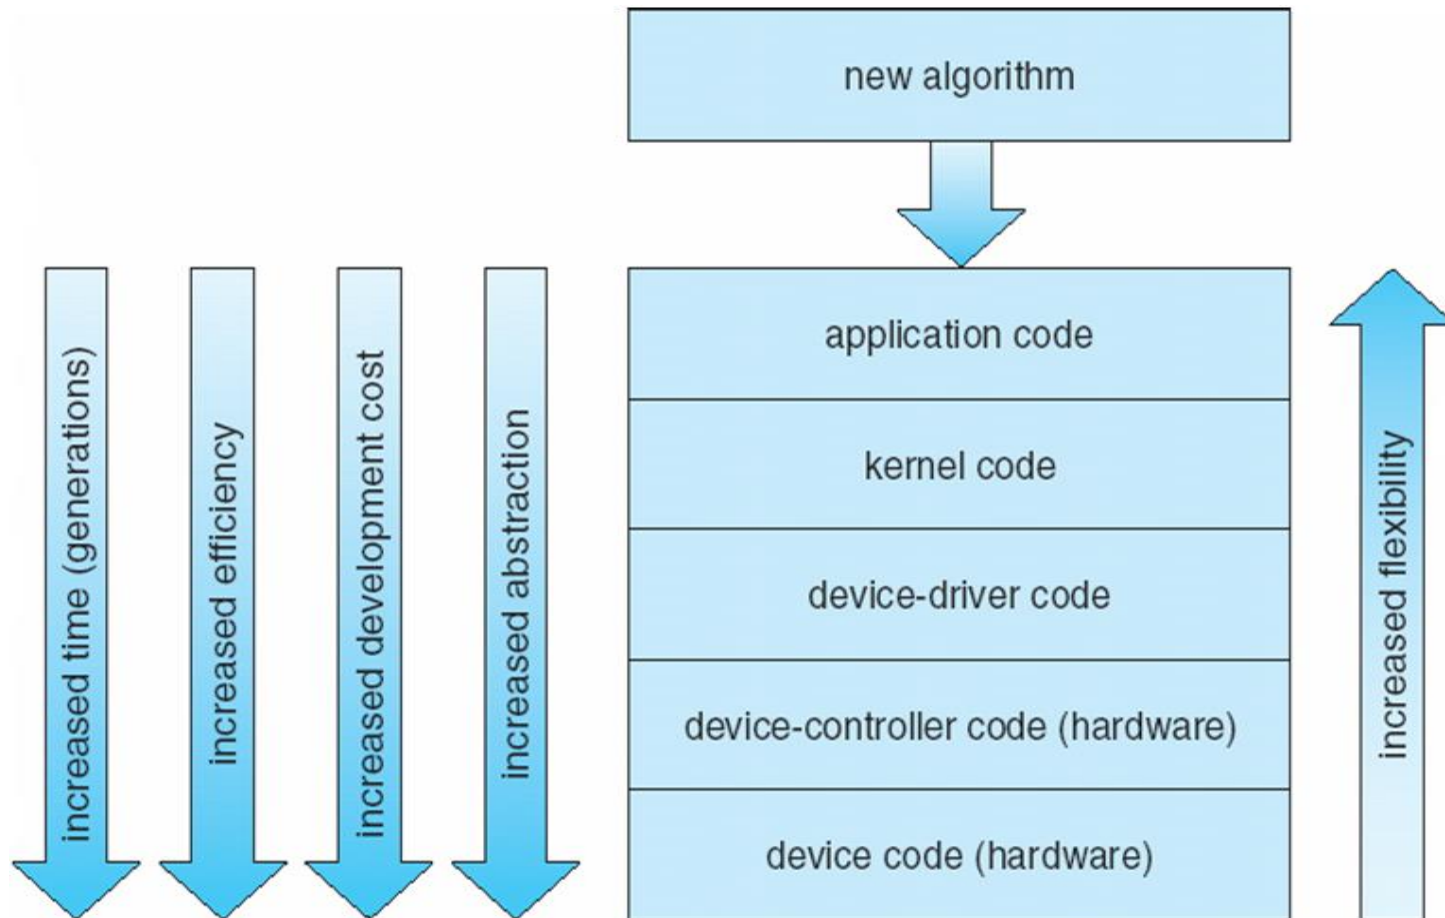 new algorithm
increased time (generations)
increased efficiency
increased development cost
increased abstraction
application code
kernel code
device-driver code
device-controller code (hardware)
device code (hardware)
increased flexibility